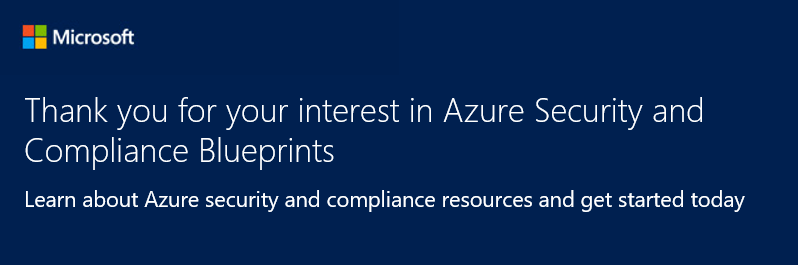 Microsoft
Thank you for your interest in Azure Security and
Compliance Blueprints
Learn about Azure security and compliance resources and get started today